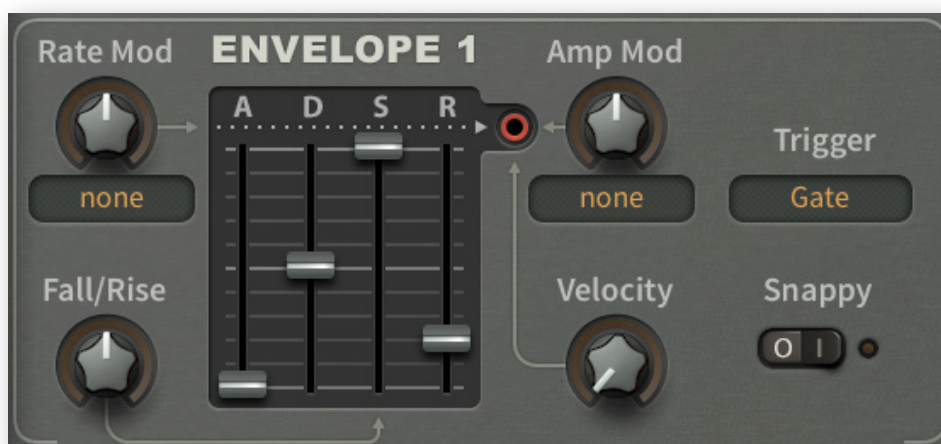 Rate Mod
ENVELOPE 1
Amp Mod
A D S R
Trigger
none
none
Gate
Fall/Rise
Velocity
Snappy
O I